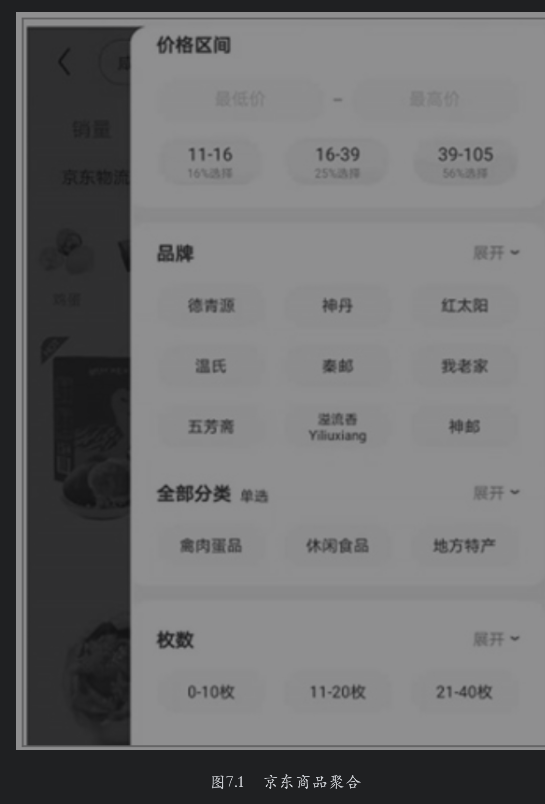 价格区间
最低价 - 最高价
11-16 16-39 39-105
16%选择 25%选择 56%选择
销量
京东物流
品牌 展开
德青源 神丹 红太阳
温氏 秦邮 我老家
五芳斋 溢流香 神邮
Yiliuxiang
全部分类 单选 展开
禽肉蛋品 休闲食品 地方特产
枚数 展开
0-10枚 11-20枚 21-40枚
图7.1 京东商品聚合